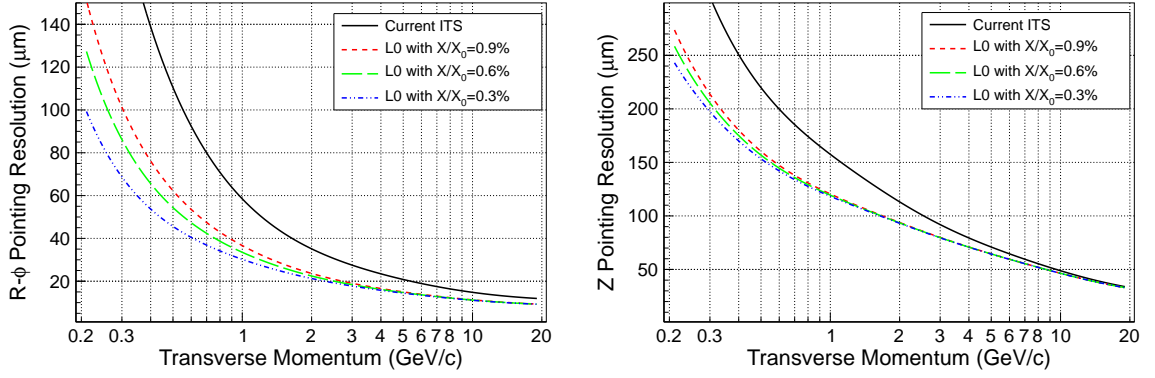 R-ϕ Pointing Resolution (μm)
140
120
100
80
60
40
20
0.2 0.3 1 2 3 4 5 6 7 10 20
Transverse Momentum (GeV/c)
Current ITS
L0 with X/X₀=0.9%
L0 with X/X₀=0.6%
L0 with X/X₀=0.3%
Z Pointing Resolution (μm)
250
200
150
100
50
0.2 0.3 1 2 3 4 5 6 7 10 20
Transverse Momentum (GeV/c)
Current ITS
L0 with X/X₀=0.9%
L0 with X/X₀=0.6%
L0 with X/X₀=0.3%